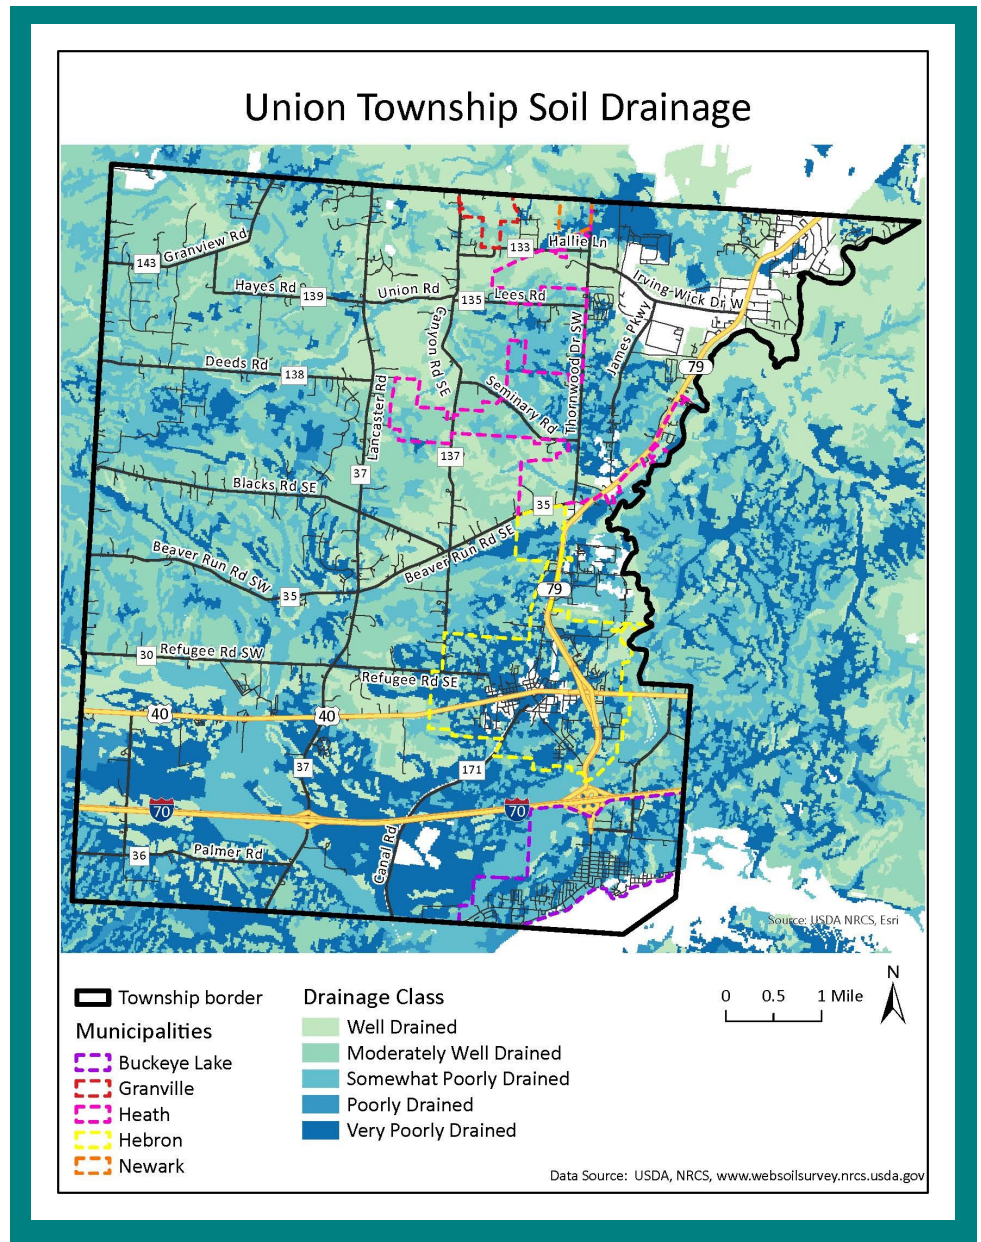 Union Township Soil Drainage
Hallie Ln
133
Granview Rd
143
Irving-Wick Dr W
Hayes Rd
139
Union Rd
135
Lees Rd
Canyon Rd SE
Thornwood Dr SW
James Pkwy
Deeds Rd
138
79
Lancaster Rd
Seminary Rd
137
37
Blacks Rd SE
35
Beaver Run Rd SE
Beaver Run Rd SW
35
79
30
Refugee Rd SW
Refugee Rd SE
40
40
37
171
70
70
36
Palmer Rd
Canal Rd
Source: USDA NRCS, Esri
Township border
Municipalities
Buckeye Lake
Granville
Heath
Hebron
Newark
Drainage Class
Well Drained
Moderately Well Drained
Somewhat Poorly Drained
Poorly Drained
Very Poorly Drained
N
0 0.5 1 Mile
Data Source: USDA, NRCS, www.websoilsurvey.nrcs.usda.gov